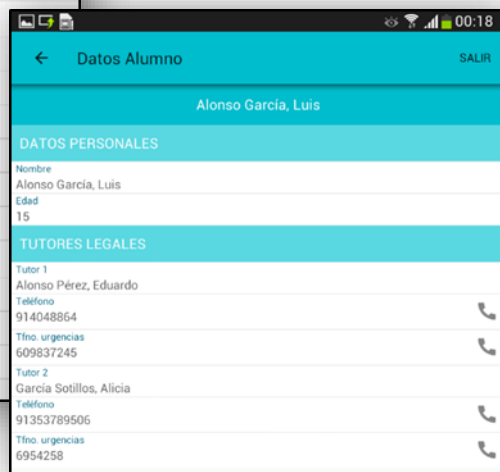 00:18
Datos Alumno
SALIR
Alonso García, Luis
DATOS PERSONALES
Nombre
Alonso García, Luis
Edad
15
TUTORES LEGALES
Tutor 1
Alonso Pérez, Eduardo
Teléfono
914048864
Tfno. urgencias
609837245
Tutor 2
García Sotillos, Alicia
Teléfono
91353789506
Tfno. urgencias
6954258